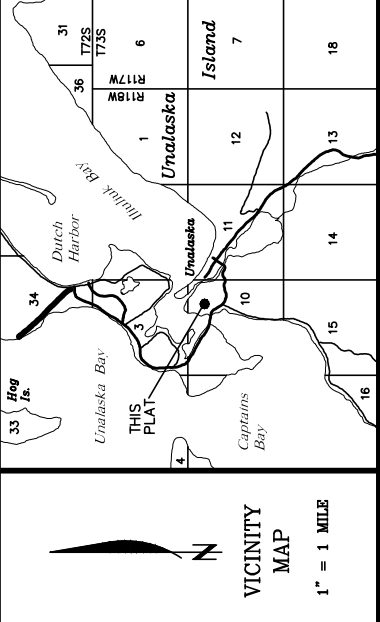 31
T72S
T73S
6
7
18
36
R117W
R118W
Island
Unalaska
1
12
13
Iliuliuk Bay
Dutch
Harbor
Unalaska
11
14
34
3
10
15
Hog
Is.
33
Unalaska Bay
THIS
PLAT
Captains
Bay
4
16
N
VICINITY
MAP
1" = 1 MILE